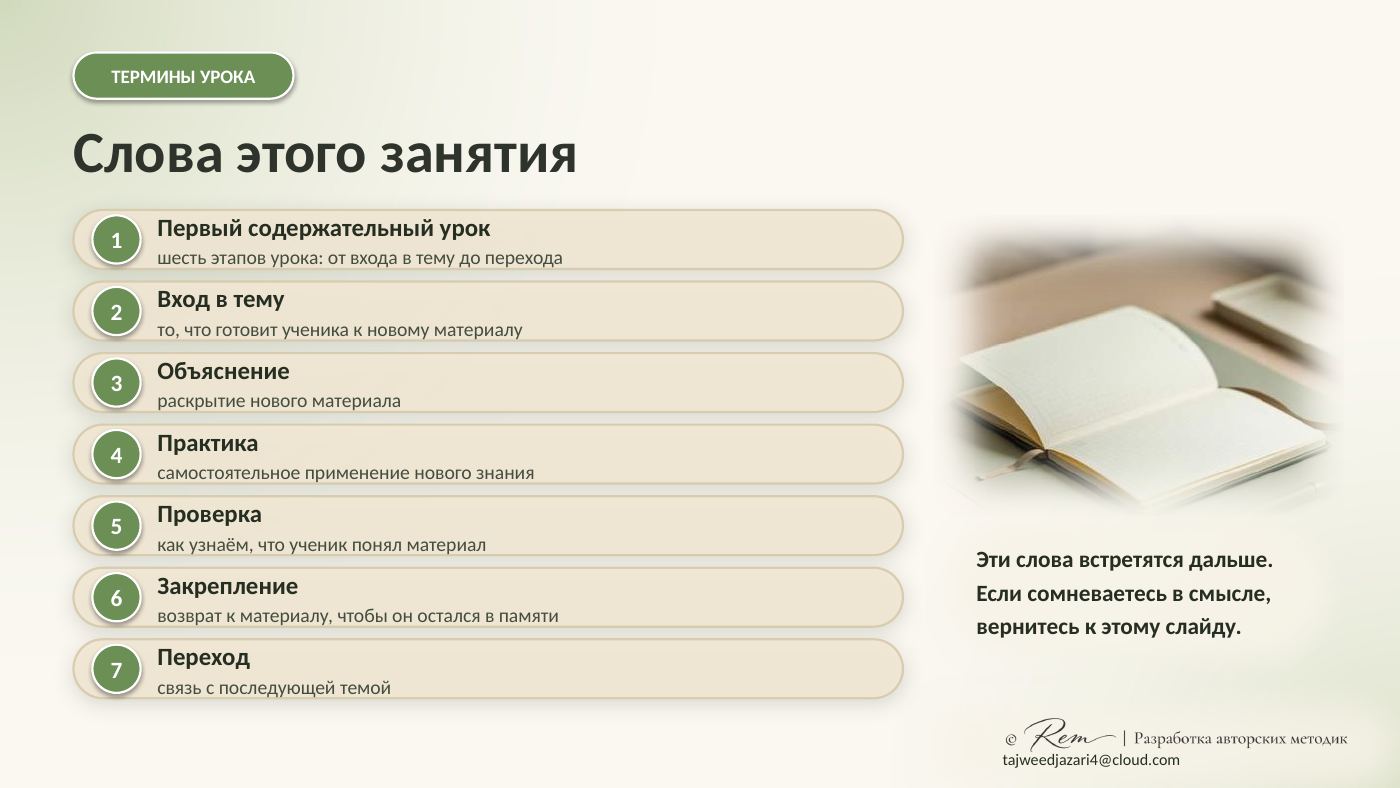 ТЕРМИНЫ УРОКА
Слова этого занятия
1
Первый содержательный урок
шесть этапов урока: от входа в тему до перехода
2
Вход в тему
то, что готовит ученика к новому материалу
3
Объяснение
раскрытие нового материала
4
Практика
самостоятельное применение нового знания
5
Проверка
как узнаём, что ученик понял материал
6
Закрепление
возврат к материалу, чтобы он остался в памяти
7
Переход
связь с последующей темой
Эти слова встретятся дальше.
Если сомневаетесь в смысле,
вернитесь к этому слайду.
© Rem | Разработка авторских методик
tajweedjazari4@cloud.com